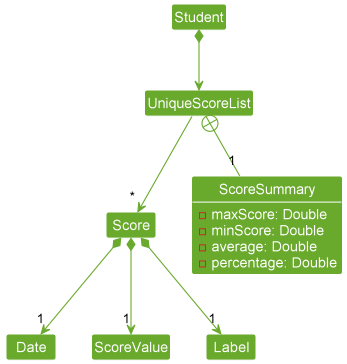 Student
UniqueScoreList
1
*
ScoreSummary
maxScore: Double
minScore: Double
average: Double
percentage: Double
Score
1
1
1
Date
ScoreValue
Label